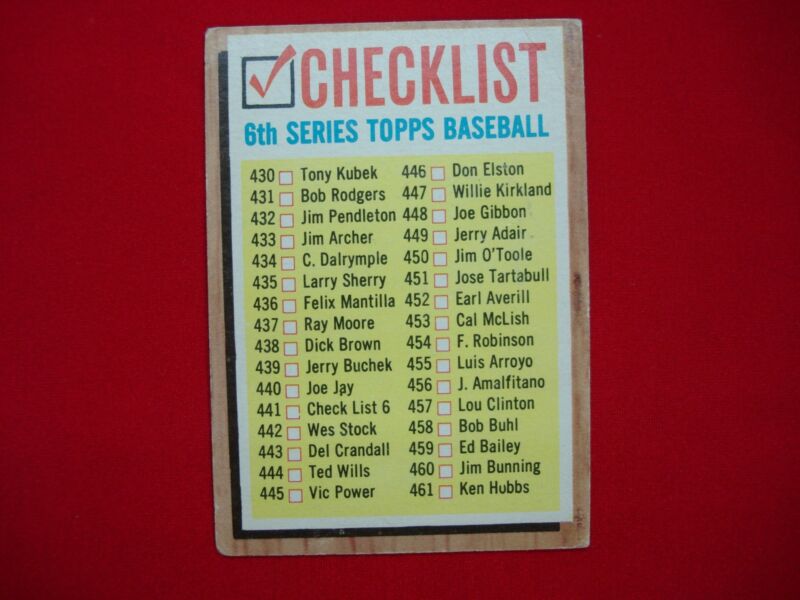 CHECKLIST
6th SERIES TOPPS BASEBALL
430 Tony Kubek
431 Bob Rodgers
432 Jim Pendleton
433 Jim Archer
434 C. Dalrymple
435 Larry Sherry
436 Felix Mantilla
437 Ray Moore
438 Dick Brown
439 Jerry Buchek
440 Joe Jay
441 Check List 6
442 Wes Stock
443 Del Crandall
444 Ted Wills
445 Vic Power
446 Don Elston
447 Willie Kirkland
448 Joe Gibbon
449 Jerry Adair
450 Jim O'Toole
451 Jose Tartabull
452 Earl Averill
453 Cal McLish
454 F. Robinson
455 Luis Arroyo
456 J. Amalfitano
457 Lou Clinton
458 Bob Buhl
459 Ed Bailey
460 Jim Bunning
461 Ken Hubbs